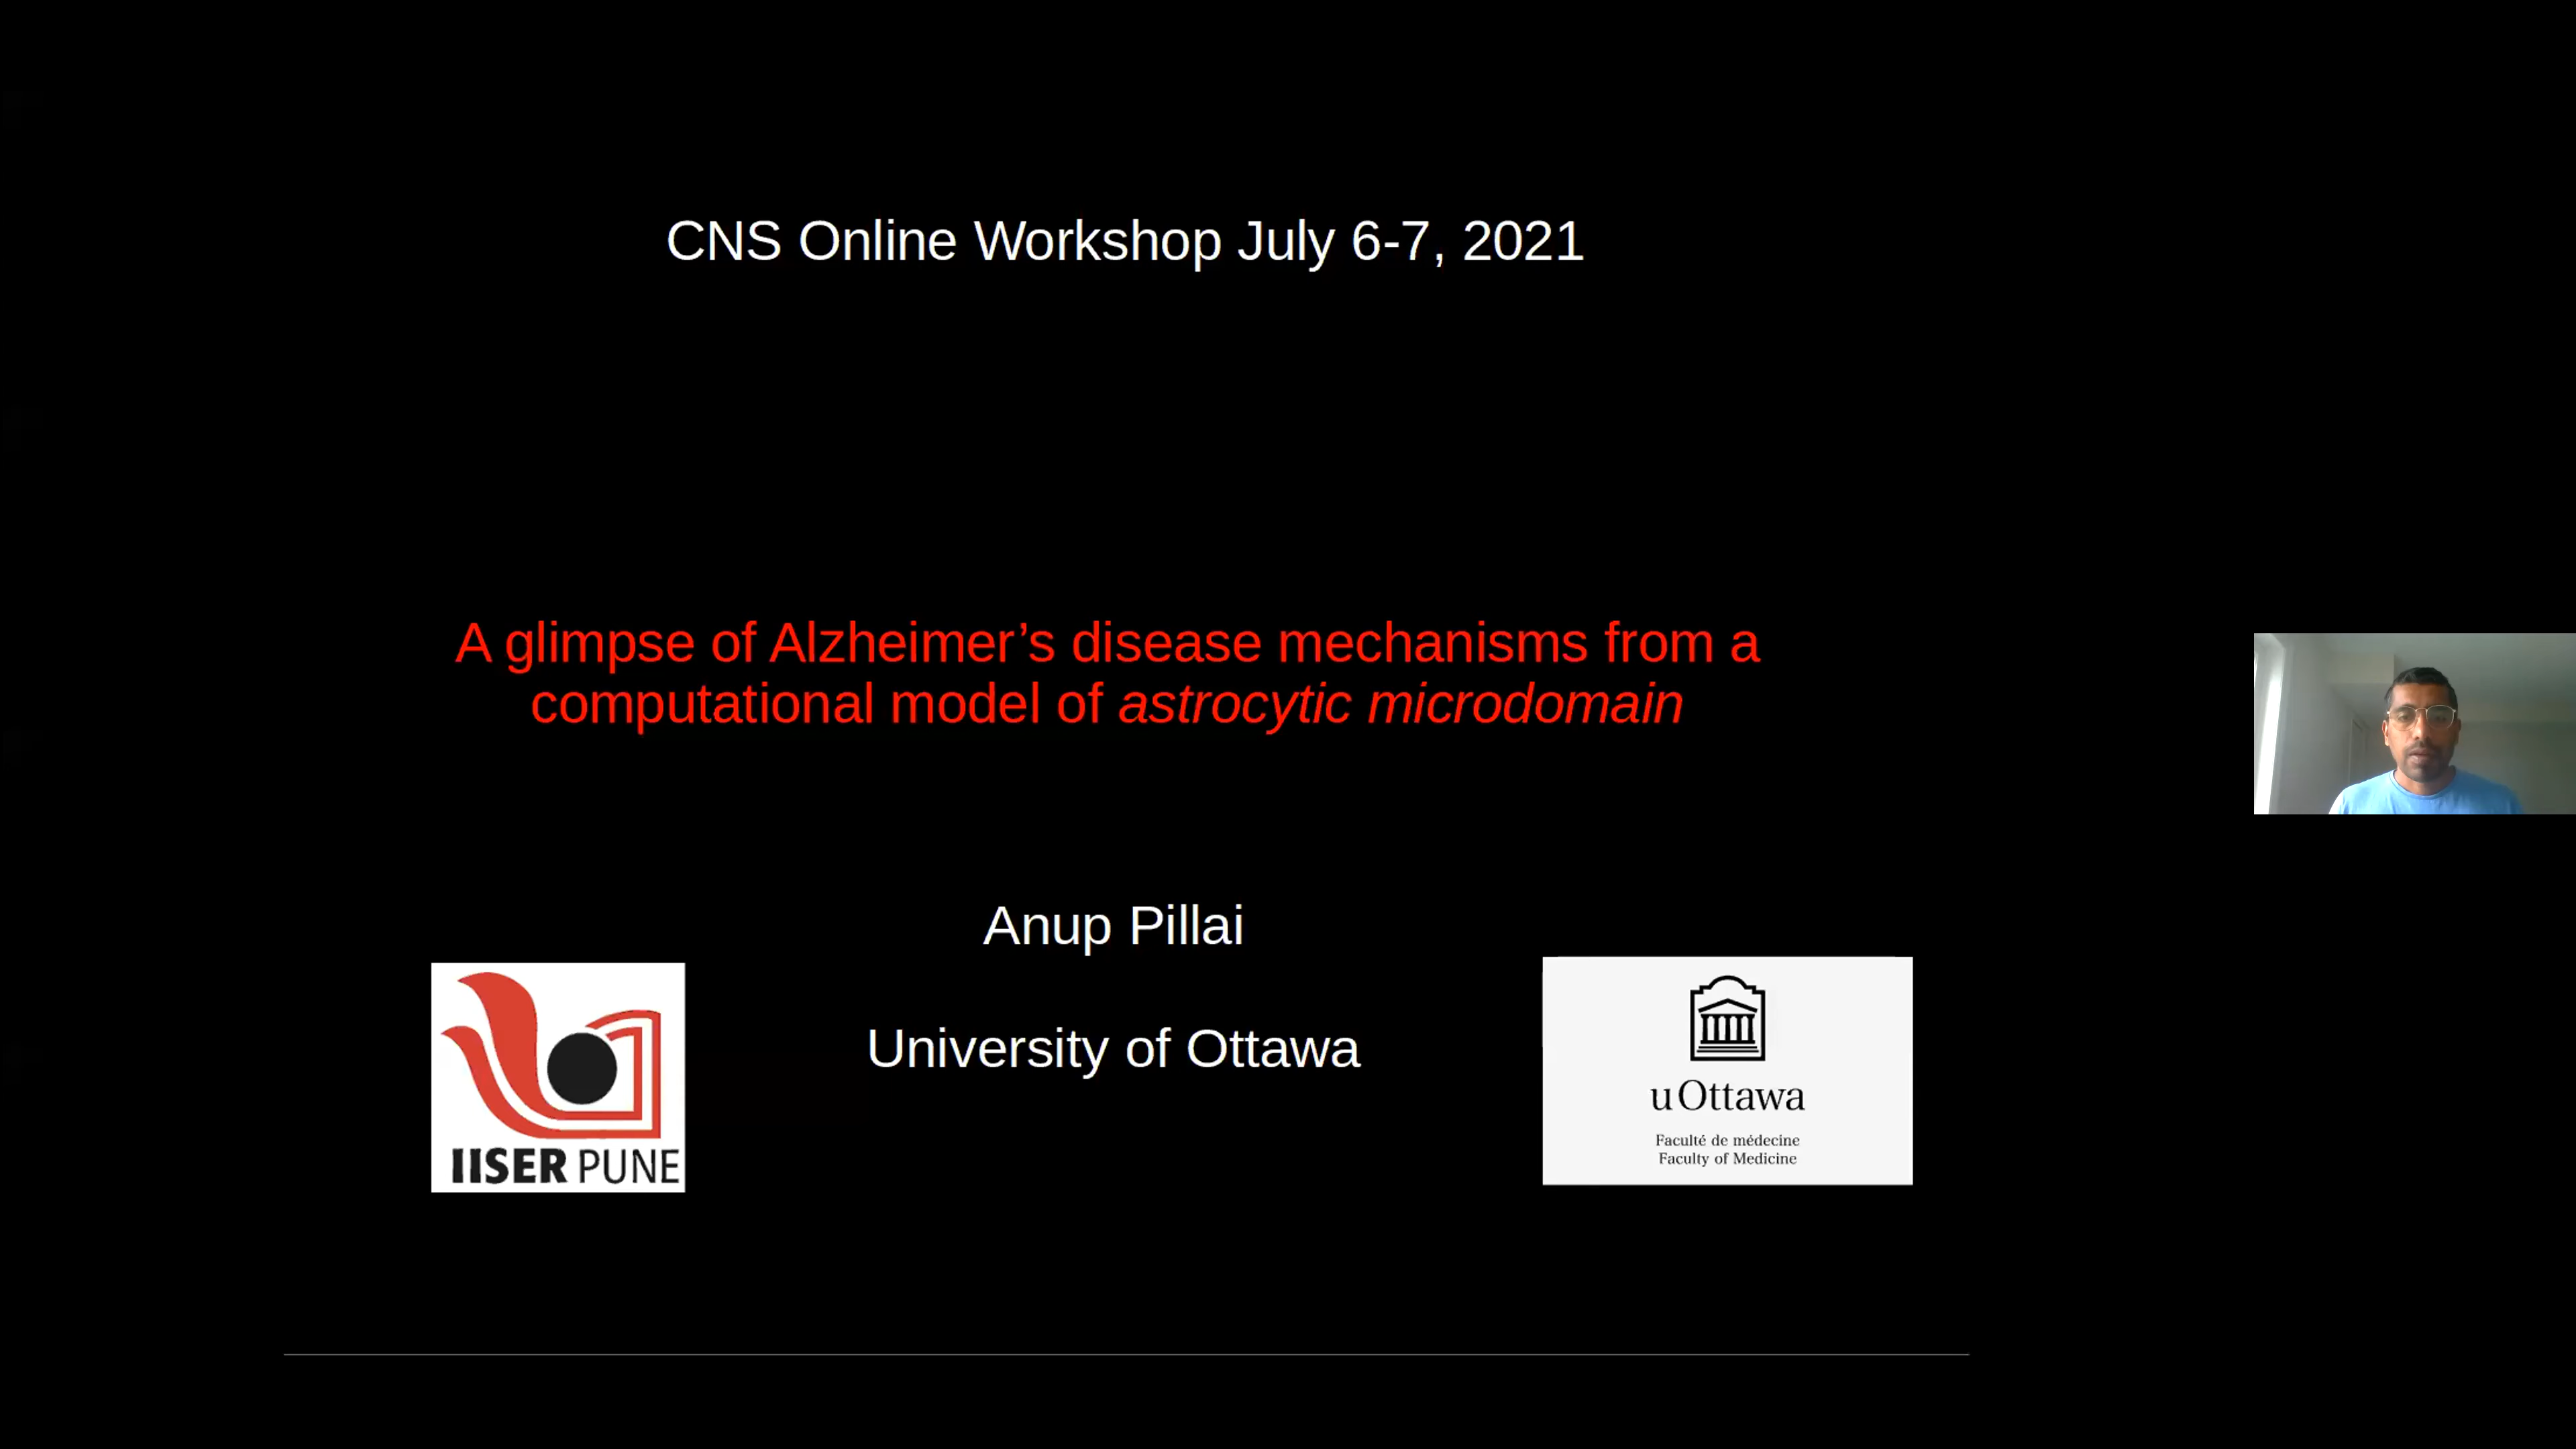 CNS Online Workshop July 6-7, 2021
A glimpse of Alzheimer’s disease mechanisms from a
computational model of astrocytic microdomain
Anup Pillai
University of Ottawa
IISER PUNE
uOttawa
Faculté de médecine
Faculty of Medicine